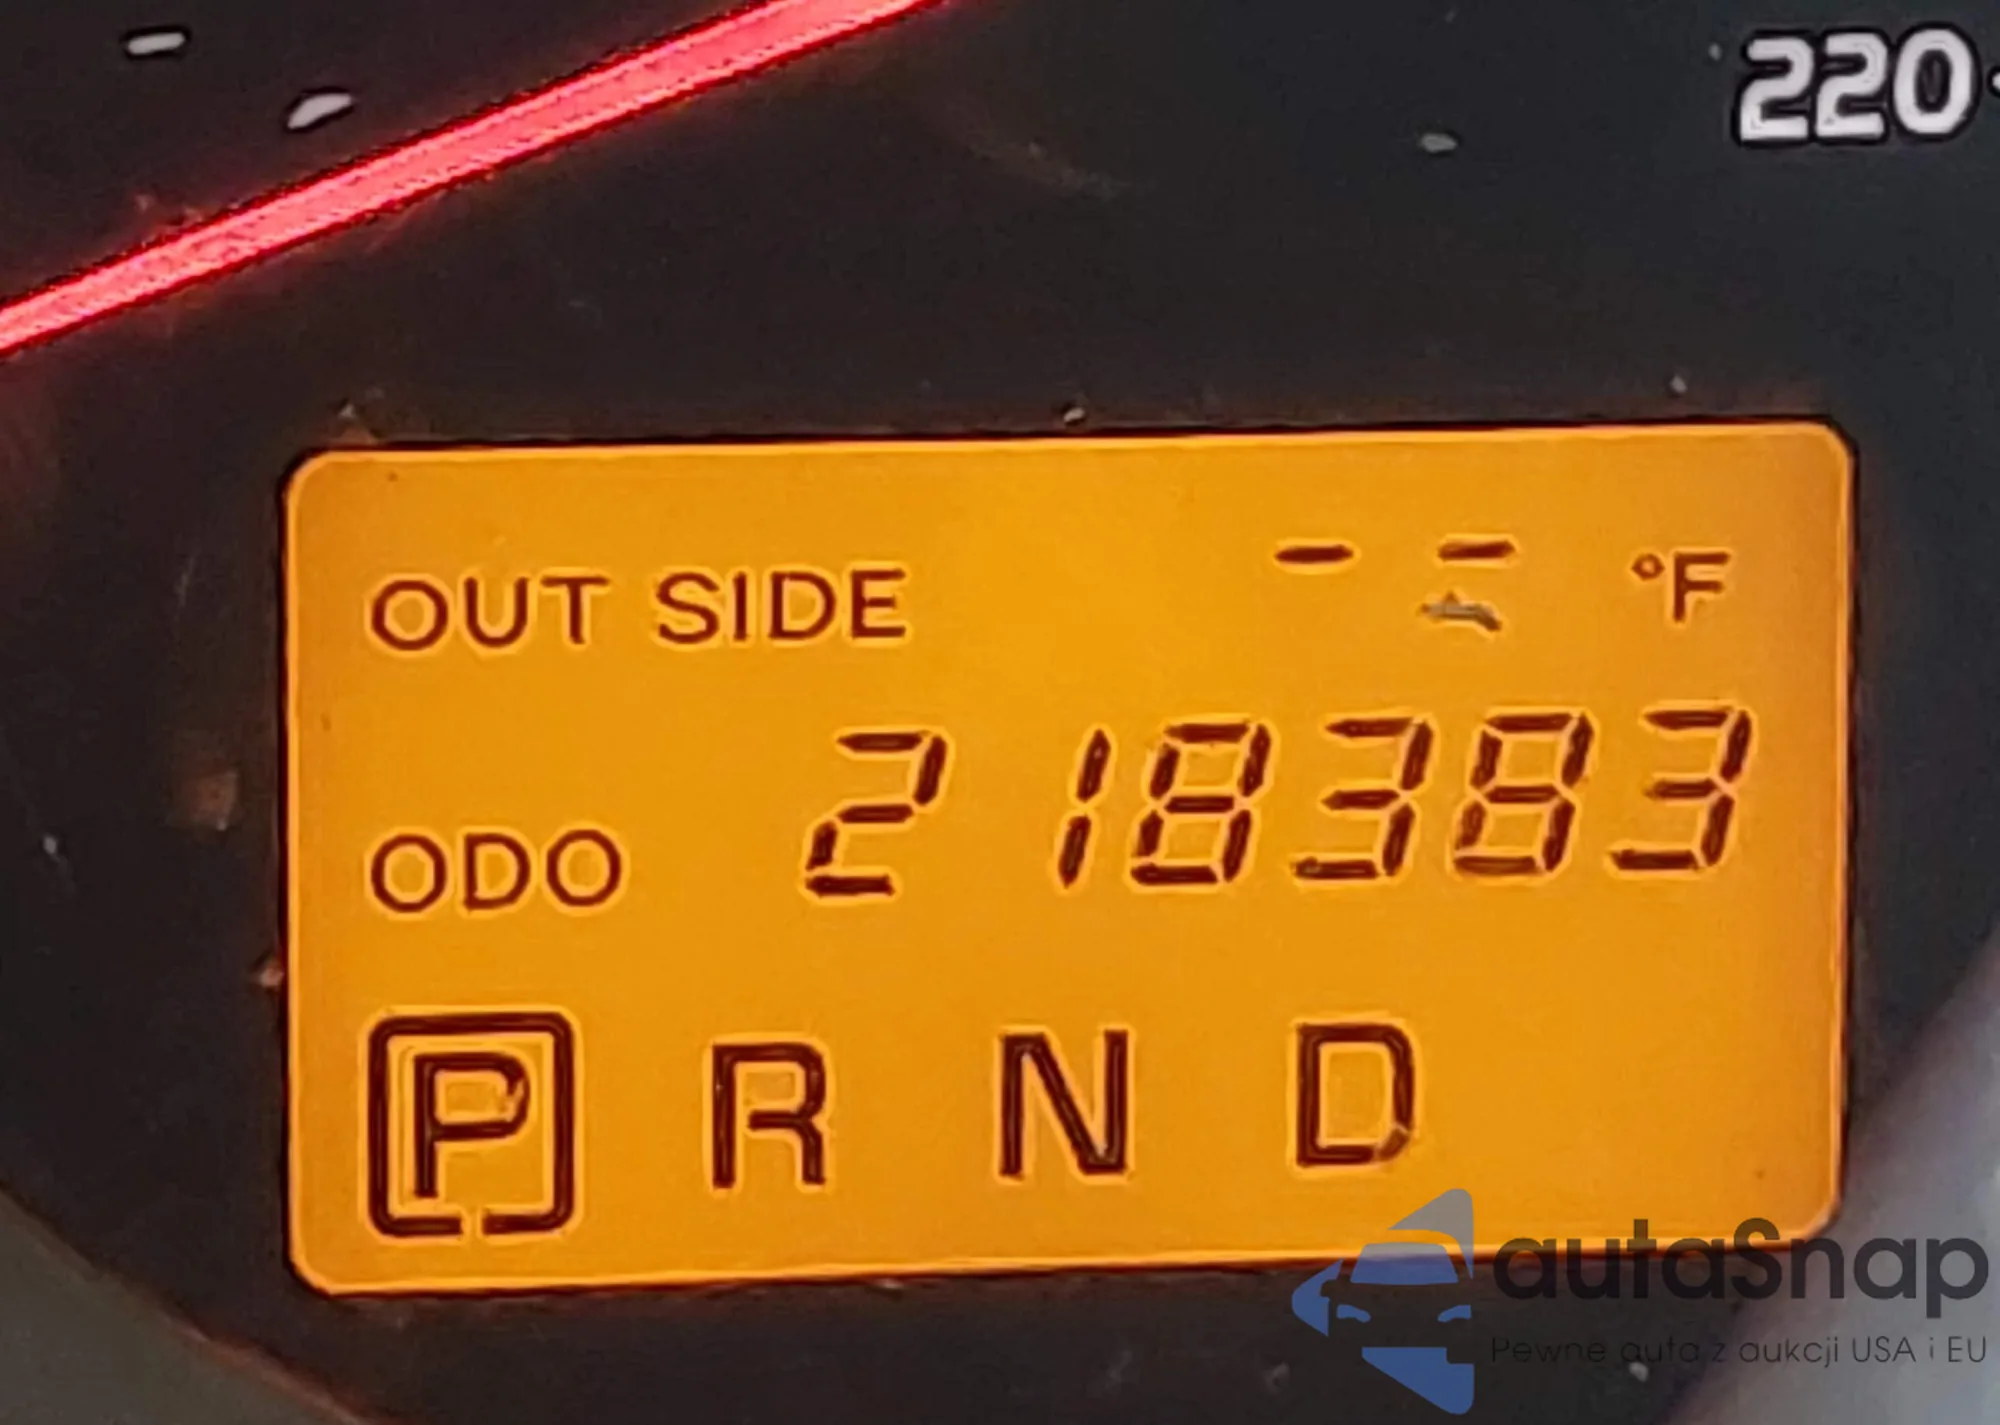 220
OUT SIDE -- °F
ODO 218383
P R N D
autaSnap
Pewne auta z aukcji USA i EU